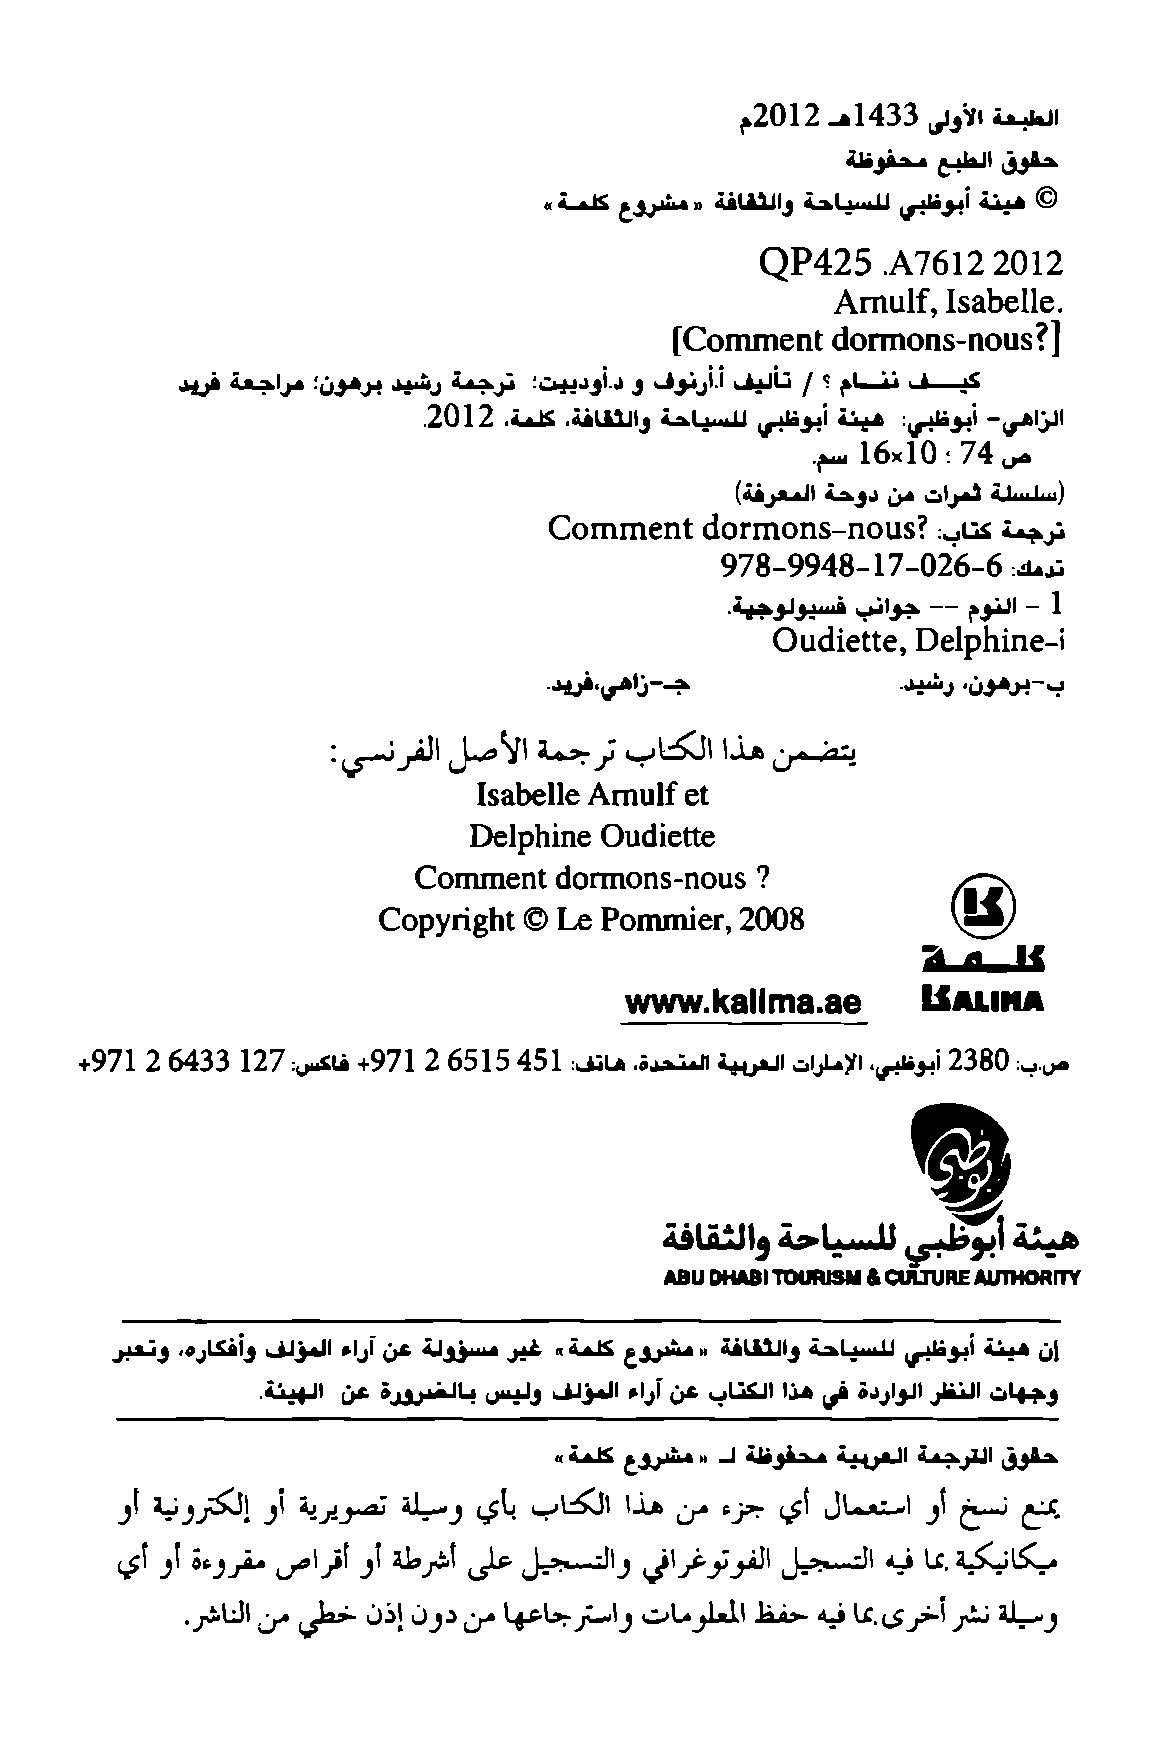 الطبعة الأولى 1433هـ 2012م
حقوق الطبع محفوظة
© هيئة أبوظبي للسياحة والثقافة «مشروع كلمة»
QP425 .A7612 2012
Arnulf, Isabelle.
[Comment dormons-nous?]
كيـــف ننـــام ؟ / تأليف أ.أرنوف و د.أودييت: ترجمة رشيد برهون؛ مراجعة فريد
الزاهي- أبوظبي: هيئة أبوظبي للسياحة والثقافة، كلمة، 2012.
ص 74 ؛ 10×16 سم.
(سلسلة ثمرات من دوحة المعرفة)
ترجمة كتاب: Comment dormons-nous?
تدمك: 978-9948-17-026-6
1 - النوم -- جوانب فسيولوجية.
Oudiette, Delphine-i
ب-برهون، رشيد. جـ-زاهي،فريد.
يتضمن هذا الكتاب ترجمة الأصل الفرنسي:
Isabelle Arnulf et
Delphine Oudiette
Comment dormons-nous ?
Copyright © Le Pommier, 2008
كلـمـة
KALIMA
www.kalima.ae
ص.ب: 2380 أبوظبي، الإمارات العربية المتحدة، هاتف: 451 6515 2 971+ فاكس: 127 6433 2 971+
أبوظبي
هيئة أبوظبي للسياحة والثقافة
ABU DHABI TOURISM & CULTURE AUTHORITY
إن هيئة أبوظبي للسياحة والثقافة «مشروع كلمة» غير مسؤولة عن آراء المؤلف وأفكاره، وتعبر
وجهات النظر الواردة في هذا الكتاب عن آراء المؤلف وليس بالضرورة عن الهيئة.
حقوق الترجمة العربية محفوظة لـ «مشروع كلمة»
يمنع نسخ أو استعمال أي جزء من هذا الكتاب بأي وسيلة تصويرية أو إلكترونية أو
ميكانيكية بما فيه التسجيل الفوتوغرافي والتسجيل على أشرطة أو أقراص مقروءة أو أي
وسيلة نشر أخرى بما فيه حفظ المعلومات واسترجاعها من دون إذن خطي من الناشر.